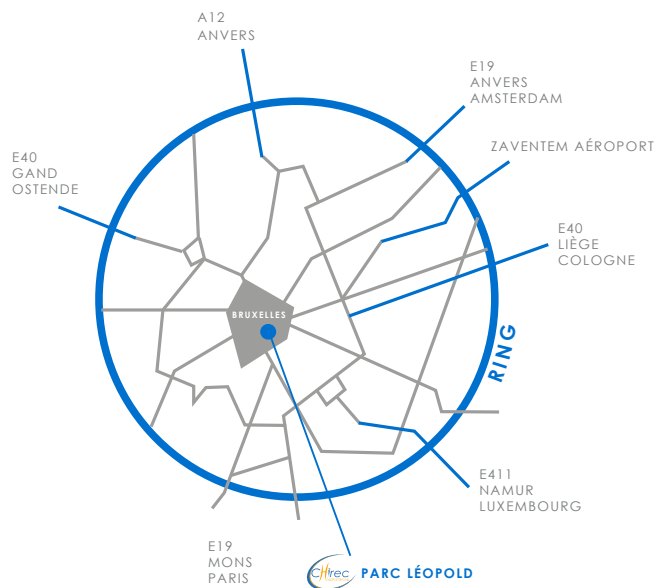 A12
ANVERS
E19
ANVERS
AMSTERDAM
ZAVENTEM AÉROPORT
E40
GAND
OSTENDE
E40
LIÈGE
COLOGNE
BRUXELLES
RING
E411
NAMUR
LUXEMBOURG
E19
MONS
PARIS
CHirec
PARC LÉOPOLD